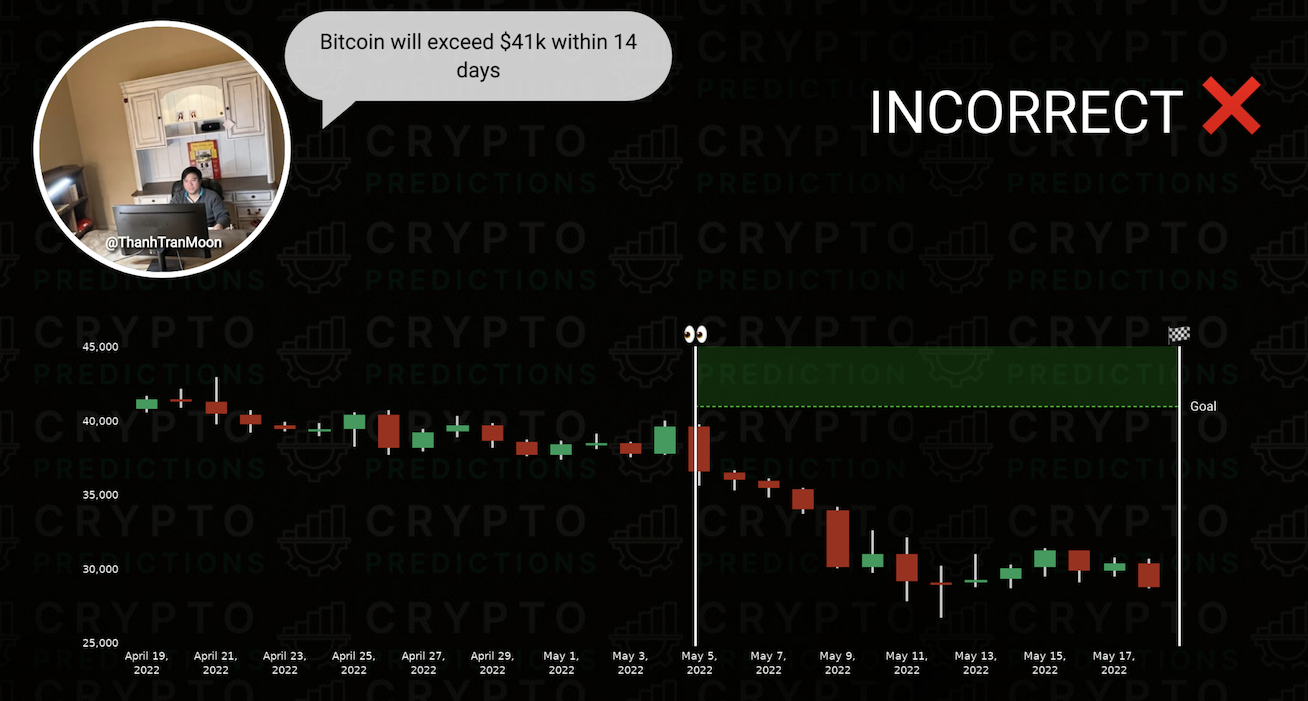 Bitcoin will exceed $41k within 14
days
INCORRECT
@ThanhTranMoon
CRYPTO
PREDICTIONS
45,000
40,000
35,000
30,000
25,000
Goal
April 19,
2022
April 21,
2022
April 23,
2022
April 25,
2022
April 27,
2022
April 29,
2022
May 1,
2022
May 3,
2022
May 5,
2022
May 7,
2022
May 9,
2022
May 11,
2022
May 13,
2022
May 15,
2022
May 17,
2022